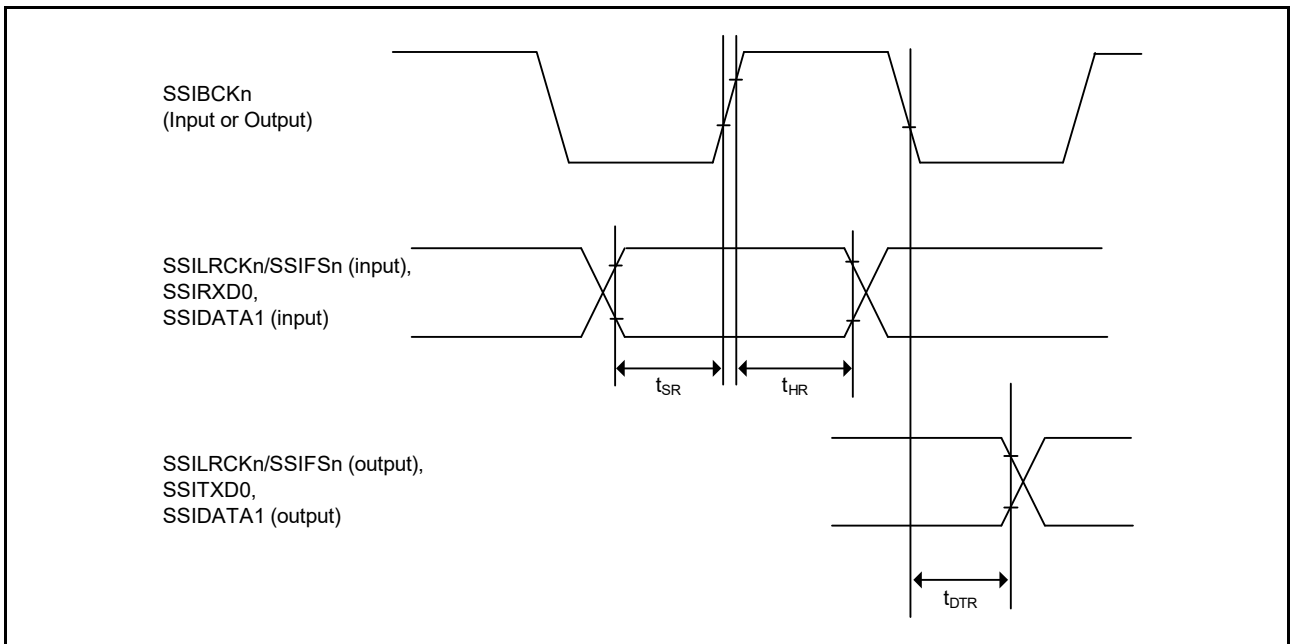 SSIBCKn
(Input or Output)
SSILRCKn/SSIFSn (input),
SSIRXD0,
SSIDATA1 (input)
tSR
tHR
SSILRCKn/SSIFSn (output),
SSITXD0,
SSIDATA1 (output)
tDTR